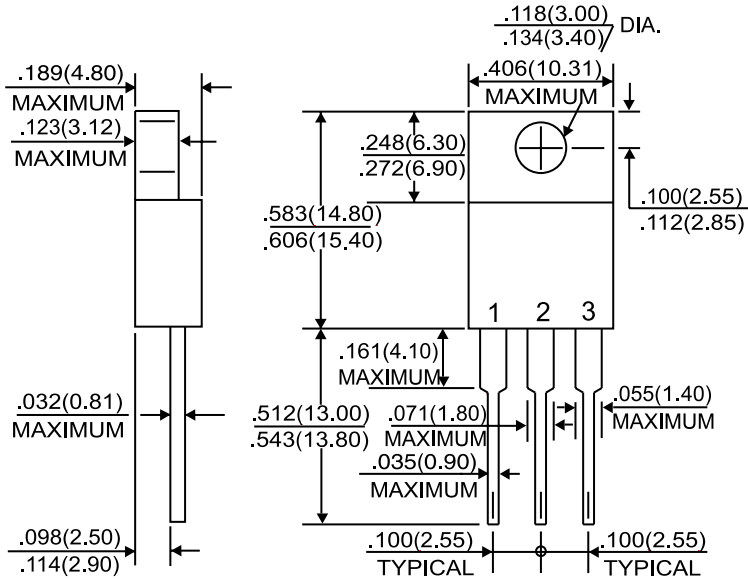 .118(3.00)
.134(3.40)
DIA.
.189(4.80)
MAXIMUM
.406(10.31)
MAXIMUM
.123(3.12)
MAXIMUM
.248(6.30)
.272(6.90)
.100(2.55)
.112(2.85)
.583(14.80)
.606(15.40)
1 2 3
.161(4.10)
MAXIMUM
.032(0.81)
MAXIMUM
.512(13.00)
.543(13.80)
.071(1.80)
MAXIMUM
.055(1.40)
MAXIMUM
.035(0.90)
MAXIMUM
.098(2.50)
.114(2.90)
.100(2.55)
TYPICAL
.100(2.55)
TYPICAL